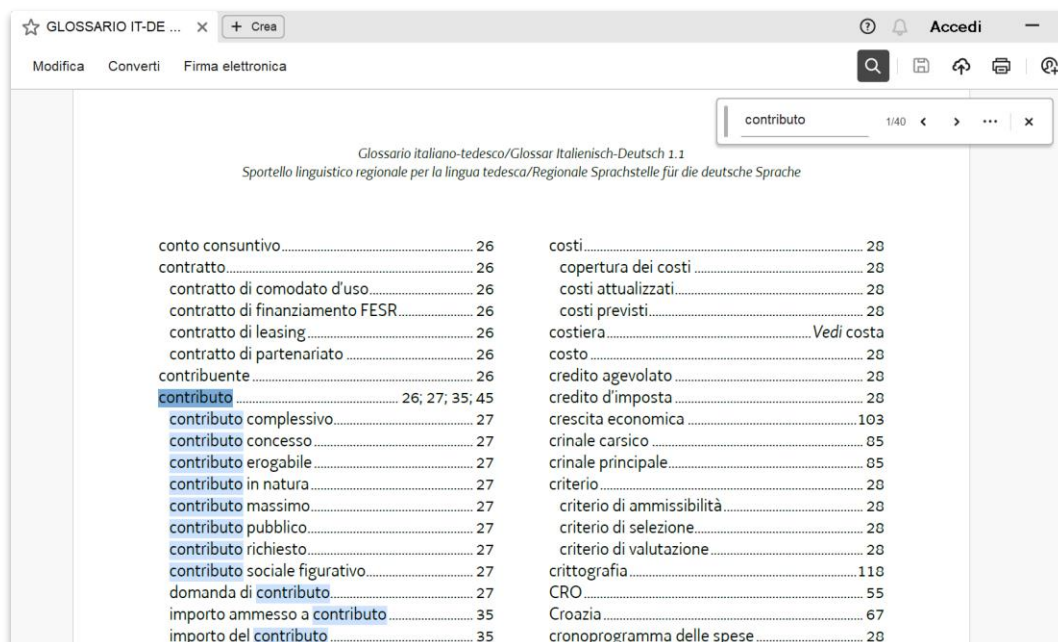 GLOSSARIO IT-DE ... × + Crea Accedi
Modifica Converti Firma elettronica
contributo 1/40
Glossario italiano-tedesco/Glossar Italienisch-Deutsch 1.1
Sportello linguistico regionale per la lingua tedesca/Regionale Sprachstelle für die deutsche Sprache
conto consuntivo 26
contratto 26
contratto di comodato d'uso 26
contratto di finanziamento FESR 26
contratto di leasing 26
contratto di partenariato 26
contribuente 26
contributo 26; 27; 35; 45
contributo complessivo 27
contributo concesso 27
contributo erogabile 27
contributo in natura 27
contributo massimo 27
contributo pubblico 27
contributo richiesto 27
contributo sociale figurativo 27
domanda di contributo 27
importo ammesso a contributo 35
importo del contributo 35
costi 28
copertura dei costi 28
costi attualizzati 28
costi previsti 28
costiera Vedi costa
costo 28
credito agevolato 28
credito d'imposta 28
crescita economica 103
crinale carsico 85
crinale principale 85
criterio 28
criterio di ammissibilità 28
criterio di selezione 28
criterio di valutazione 28
crittografia 118
CRO 55
Croazia 67
cronoprogramma delle spese 28